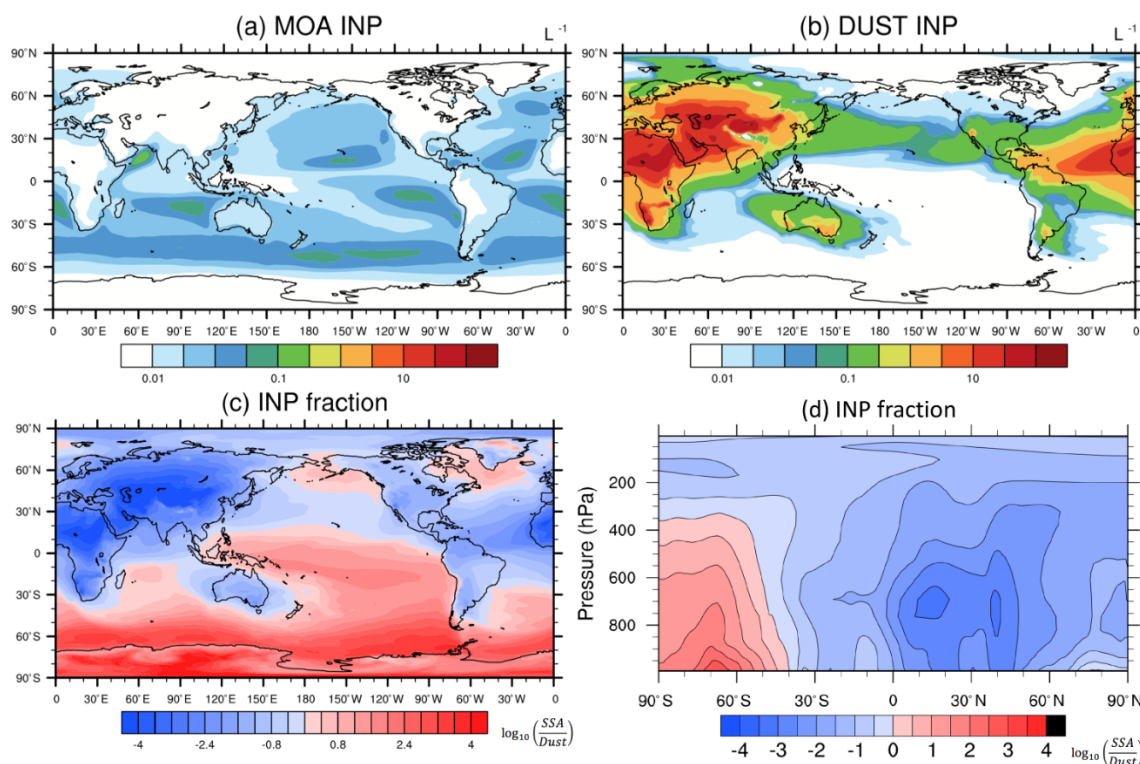 (a) MOA INP
L⁻¹
(b) DUST INP
L⁻¹
90°N
60°N
30°N
0
30°S
60°S
90°S
0 30°E 60°E 90°E 120°E 150°E 180 150°W 120°W 90°W 60°W 30°W 0
0.01 0.1 1 10
90°N
60°N
30°N
0
30°S
60°S
90°S
0 30°E 60°E 90°E 120°E 150°E 180 150°W 120°W 90°W 60°W 30°W 0
0.01 0.1 1 10
(c) INP fraction
90°N
60°N
30°N
0
30°S
60°S
90°S
0 30°E 60°E 90°E 120°E 150°E 180 150°W 120°W 90°W 60°W 30°W 0
-4 -2.4 -0.8 0.8 2.4 4
log₁₀(SSA/Dust)
(d) INP fraction
Pressure (hPa)
200
400
600
800
90°S 60°S 30°S 0 30°N 60°N 90°N
-4 -3 -2 -1 0 1 2 3 4
log₁₀(SSA/Dust)